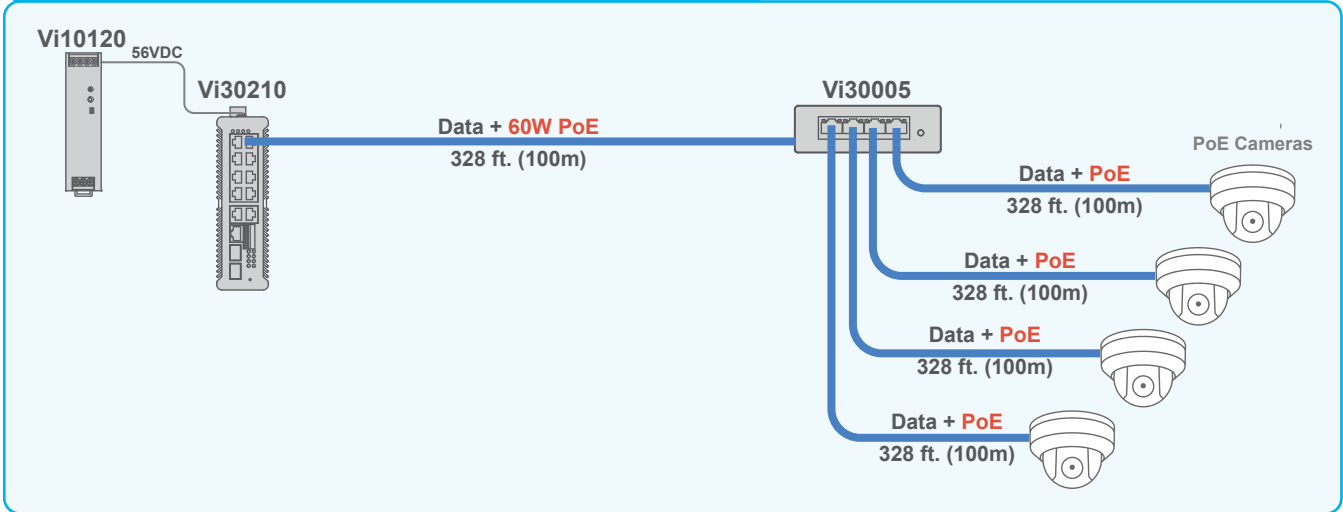 Vi10120
56VDC
Vi30210
Data + 60W PoE
328 ft. (100m)
Vi30005
PoE Cameras
Data + PoE
328 ft. (100m)
Data + PoE
328 ft. (100m)
Data + PoE
328 ft. (100m)
Data + PoE
328 ft. (100m)